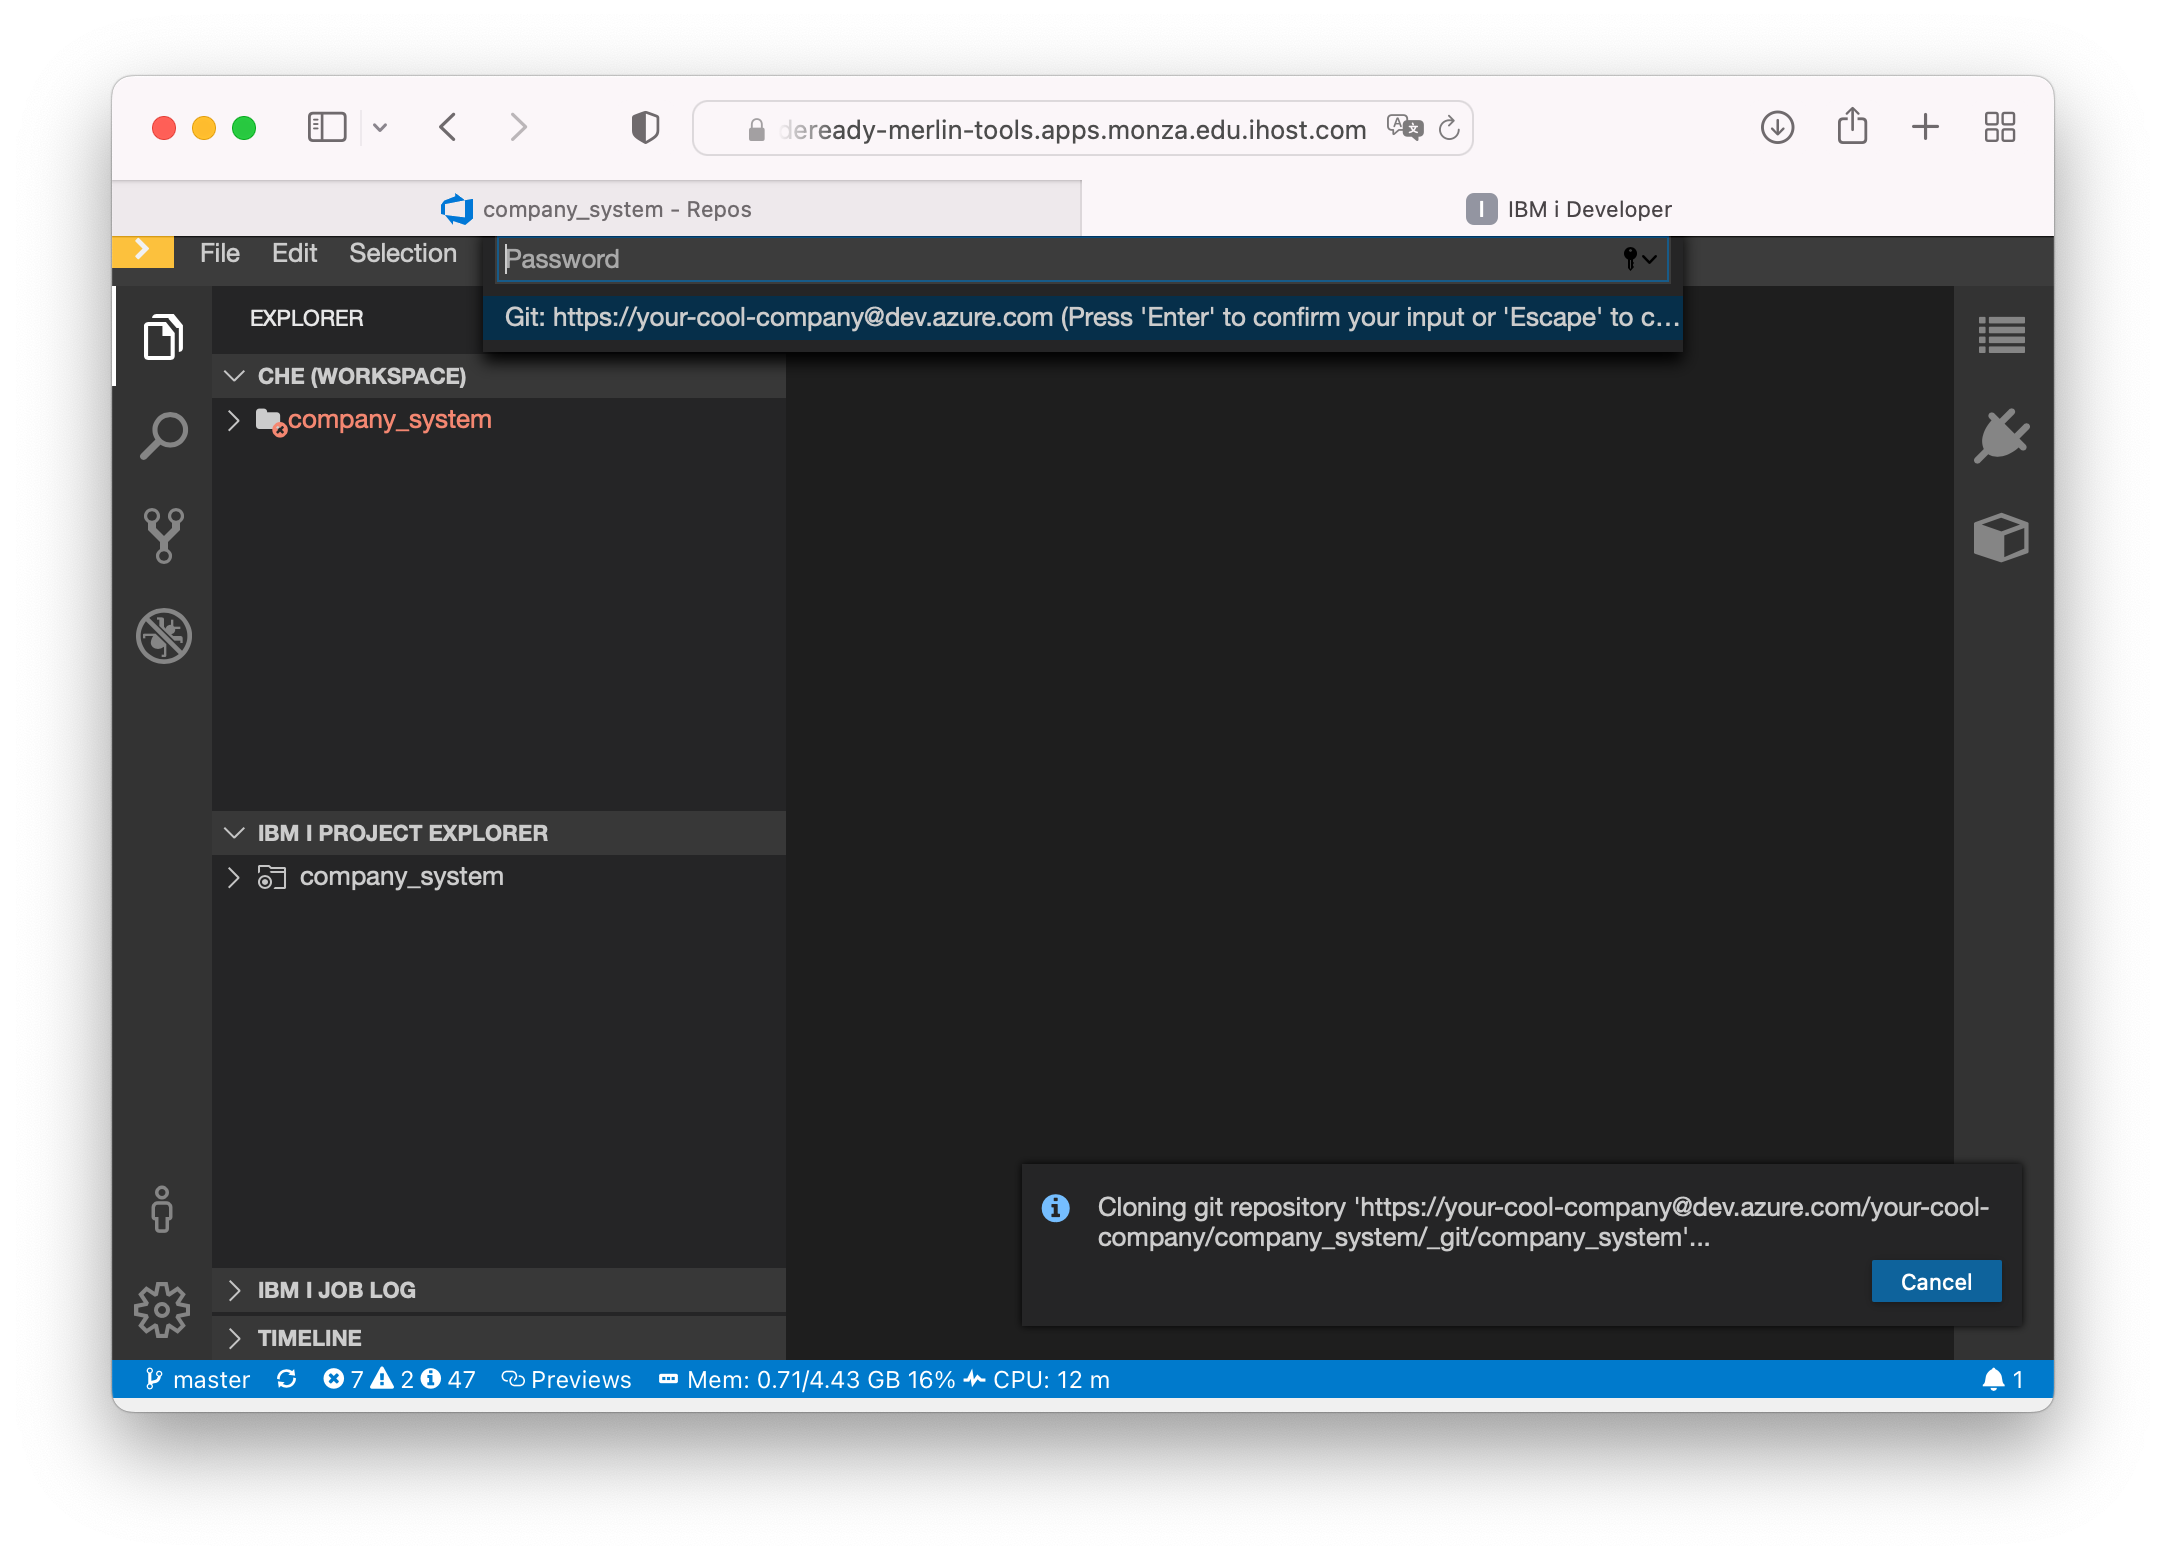 deready-merlin-tools.apps.monza.edu.ihost.com
company_system - Repos
I IBM i Developer
File Edit Selection
Password
Git: https://your-cool-company@dev.azure.com (Press 'Enter' to confirm your input or 'Escape' to c...
EXPLORER
CHE (WORKSPACE)
company_system
IBM I PROJECT EXPLORER
company_system
Cloning git repository 'https://your-cool-company@dev.azure.com/your-cool-
company/company_system/_git/company_system'...
Cancel
IBM I JOB LOG
TIMELINE
master 7 2 47 Previews Mem: 0.71/4.43 GB 16% CPU: 12 m 1